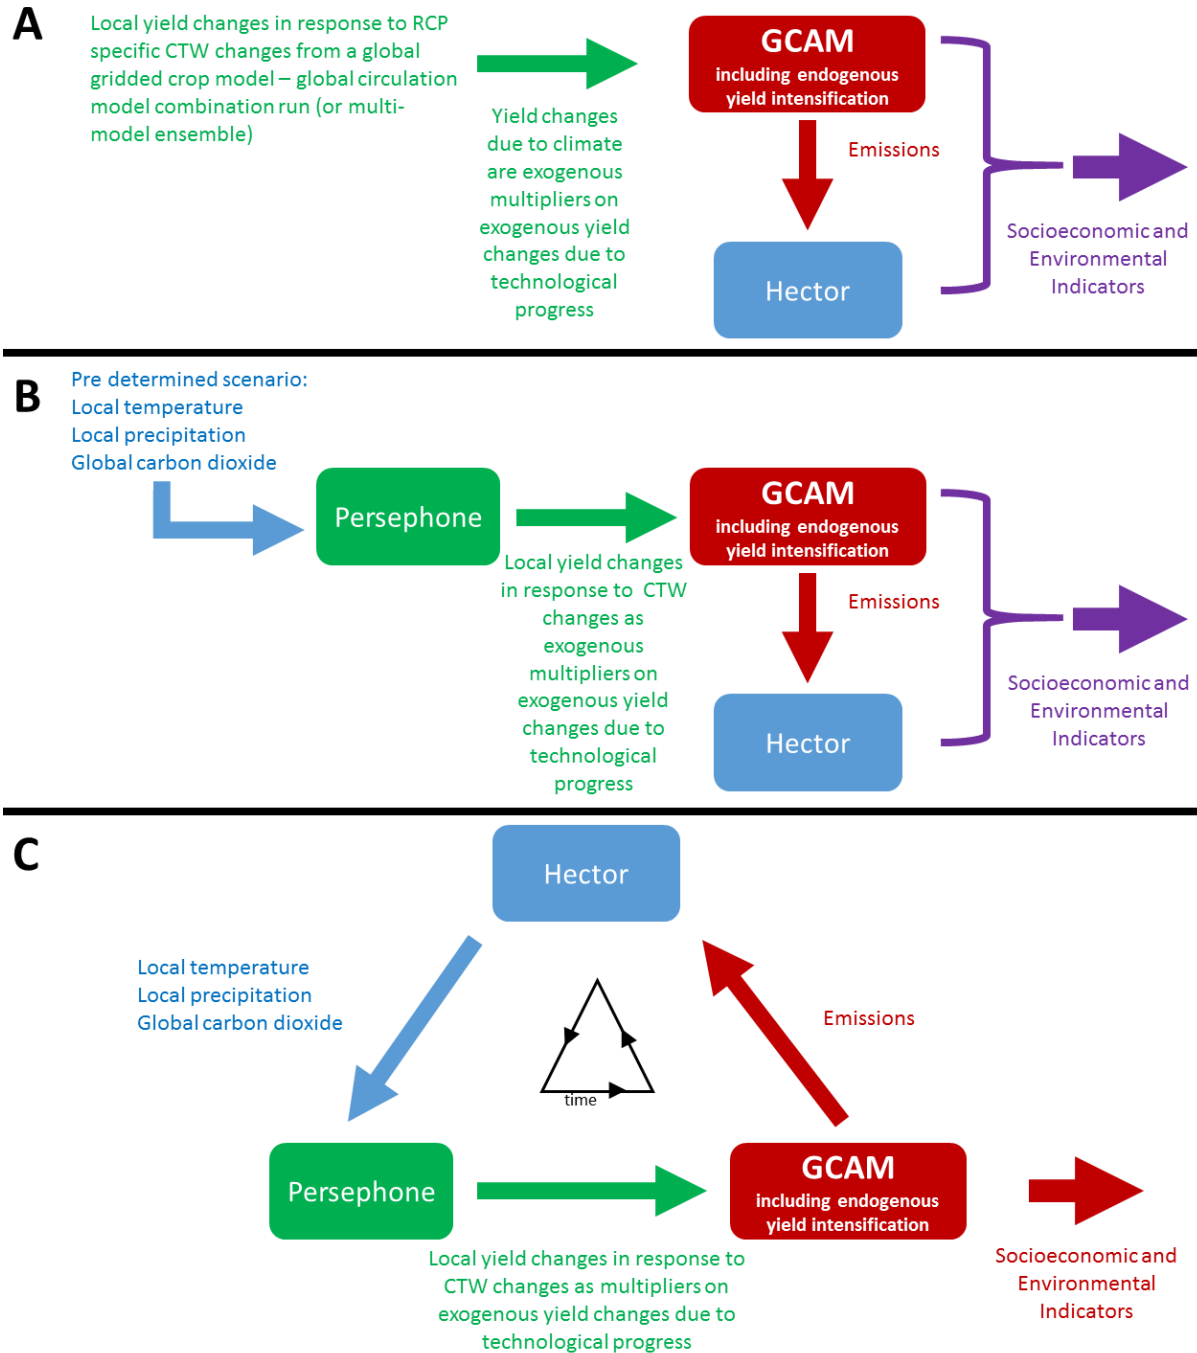 A
Local yield changes in response to RCP
specific CTW changes from a global
gridded crop model – global circulation
model combination run (or multi-
model ensemble)
Yield changes
due to climate
are exogenous
multipliers on
exogenous yield
changes due to
technological
progress
GCAM
including endogenous
yield intensification
Emissions
Hector
Socioeconomic and
Environmental
Indicators
B
Pre determined scenario:
Local temperature
Local precipitation
Global carbon dioxide
Persephone
Local yield changes
in response to CTW
changes as
exogenous
multipliers on
exogenous yield
changes due to
technological
progress
GCAM
including endogenous
yield intensification
Emissions
Hector
Socioeconomic and
Environmental
Indicators
C
Hector
Local temperature
Local precipitation
Global carbon dioxide
time
Emissions
Persephone
Local yield changes in response to
CTW changes as multipliers on
exogenous yield changes due to
technological progress
GCAM
including endogenous
yield intensification
Socioeconomic and
Environmental
Indicators